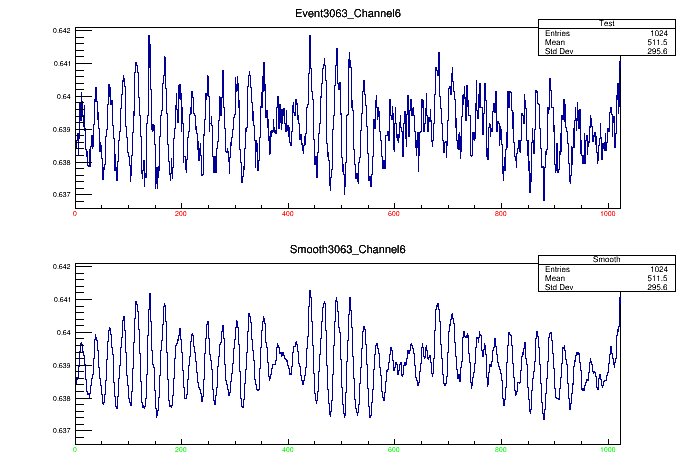 Event3063_Channel6
Test
Entries 1024
Mean 511.5
Std Dev 295.6
0.642
0.641
0.64
0.639
0.638
0.637
0 200 400 600 800 1000
Smooth3063_Channel6
Smooth
Entries 1024
Mean 511.5
Std Dev 295.6
0.642
0.641
0.64
0.639
0.638
0.637
0 200 400 600 800 1000